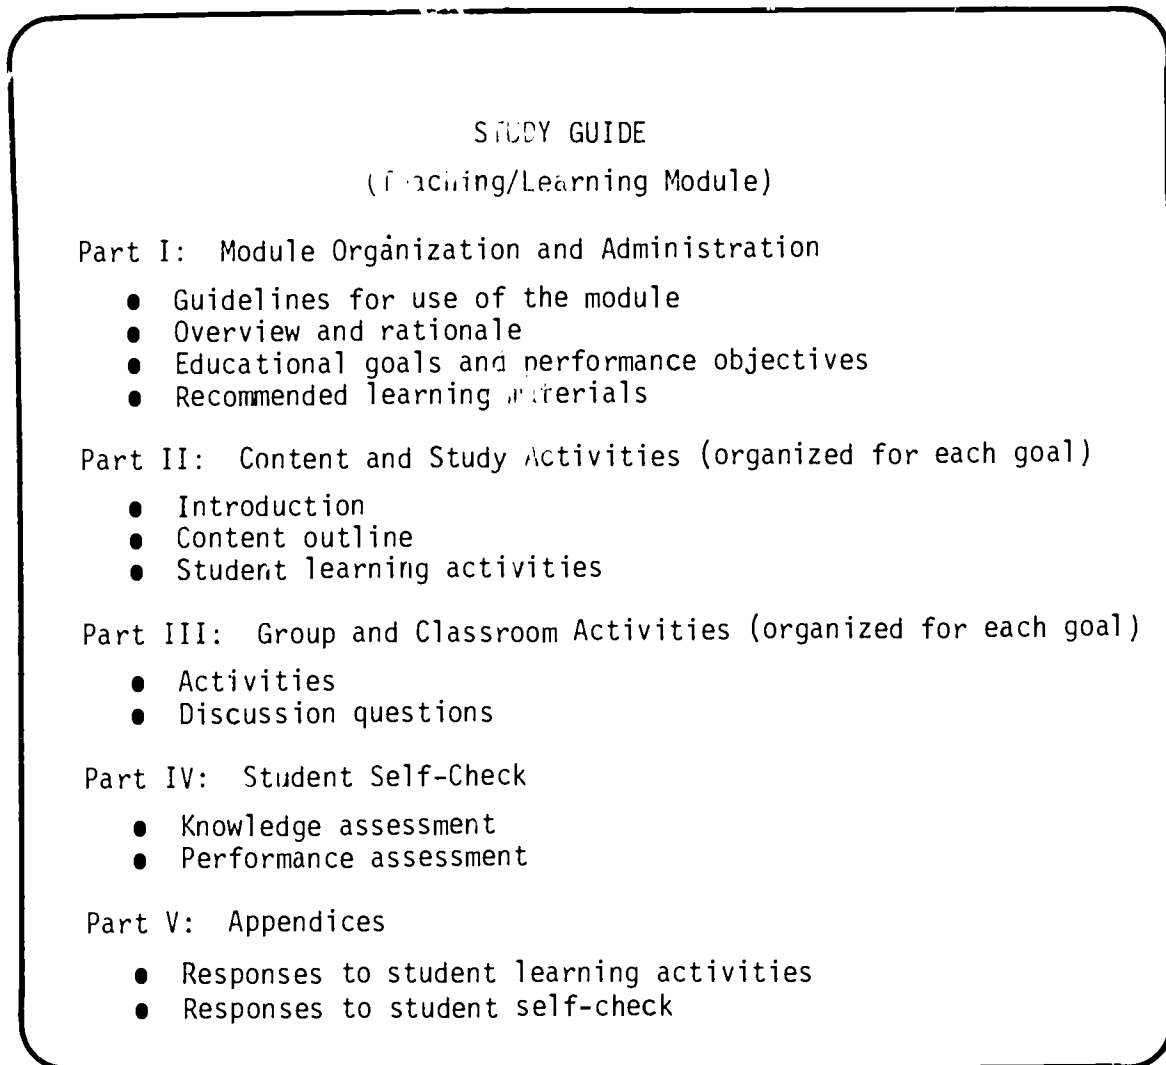 STUDY GUIDE
(Teaching/Learning Module)
Part I: Module Organization and Administration
● Guidelines for use of the module
● Overview and rationale
● Educational goals and performance objectives
● Recommended learning materials
Part II: Content and Study Activities (organized for each goal)
● Introduction
● Content outline
● Student learning activities
Part III: Group and Classroom Activities (organized for each goal)
● Activities
● Discussion questions
Part IV: Student Self-Check
● Knowledge assessment
● Performance assessment
Part V: Appendices
● Responses to student learning activities
● Responses to student self-check